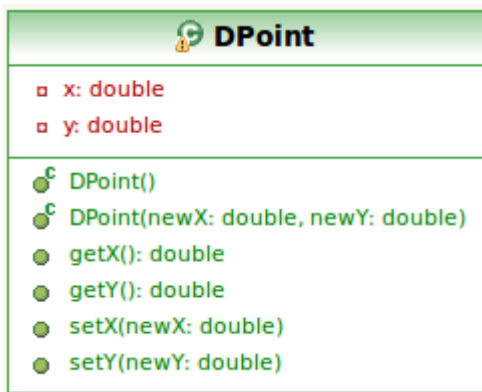 DPoint
x: double
y: double
DPoint()
DPoint(newX: double, newY: double)
getX(): double
getY(): double
setX(newX: double)
setY(newY: double)